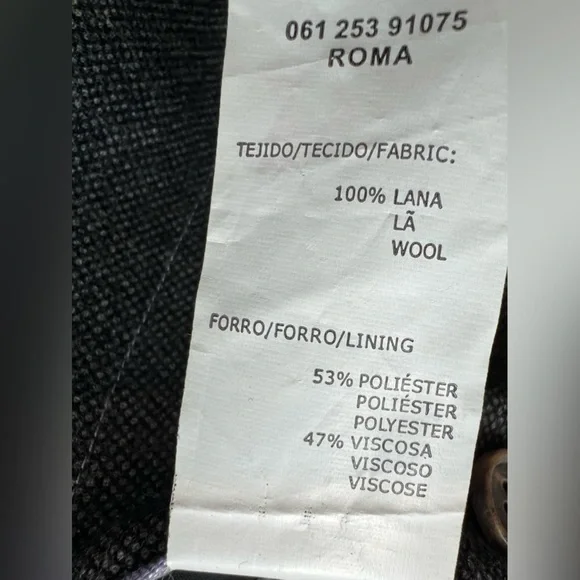 061 253 91075
ROMA
TEJIDO/TECIDO/FABRIC:
100% LANA
LÃ
WOOL
FORRO/FORRO/LINING
53% POLIÉSTER
POLIÉSTER
POLYESTER
47% VISCOSA
VISCOSO
VISCOSE